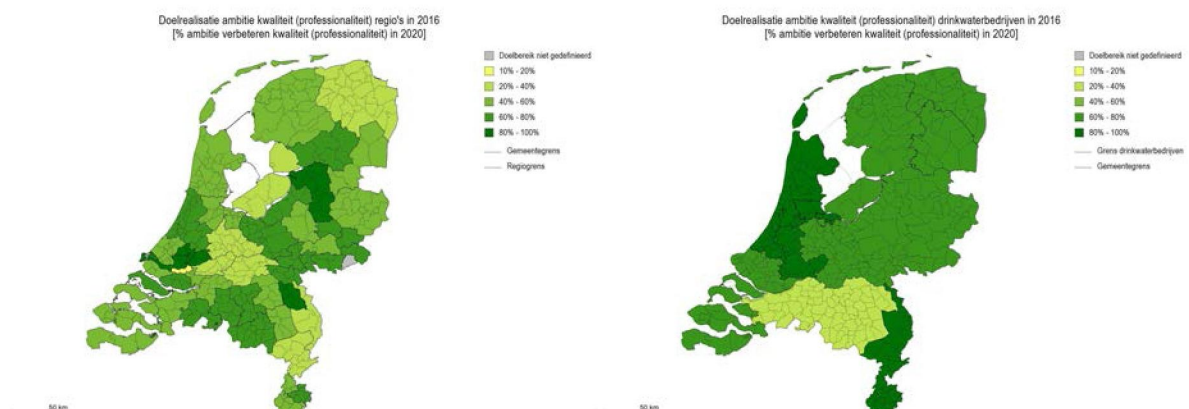 Doelrealisatie ambitie kwaliteit (professionaliteit) regio's in 2016
[% ambitie verbeteren kwaliteit (professionaliteit) in 2020]
Doelbereik niet gedefinieerd
10% - 20%
20% - 40%
40% - 60%
60% - 80%
80% - 100%
Gemeentegrens
Regiogrens
50 km
Doelrealisatie ambitie kwaliteit (professionaliteit) drinkwaterbedrijven in 2016
[% ambitie verbeteren kwaliteit (professionaliteit) in 2020]
Doelbereik niet gedefinieerd
10% - 20%
20% - 40%
40% - 60%
60% - 80%
80% - 100%
Grens drinkwaterbedrijven
Gemeentegrens
50 km